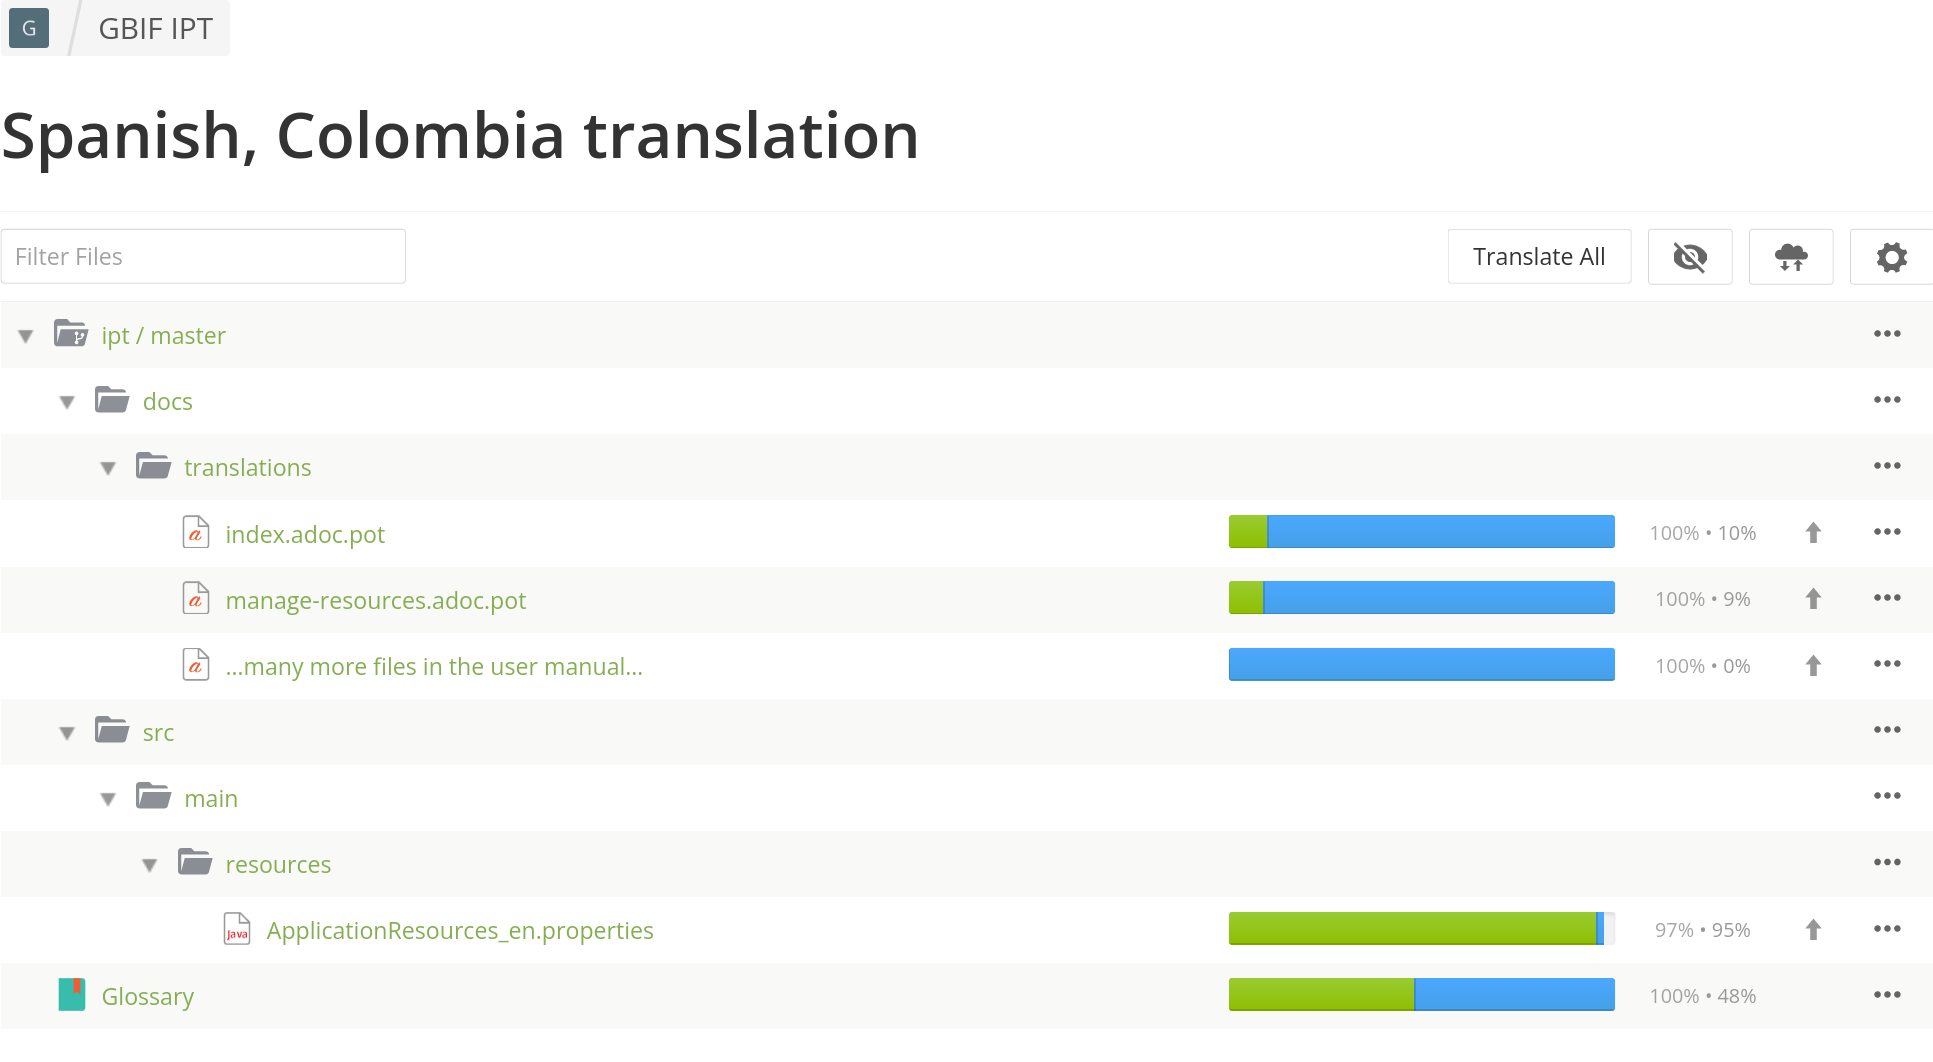 G GBIF IPT
Spanish, Colombia translation
Filter Files
Translate All
ipt / master
docs
translations
a index.adoc.pot 100% • 10%
a manage-resources.adoc.pot 100% • 9%
a ...many more files in the user manual... 100% • 0%
src
main
resources
Java ApplicationResources_en.properties 97% • 95%
Glossary 100% • 48%